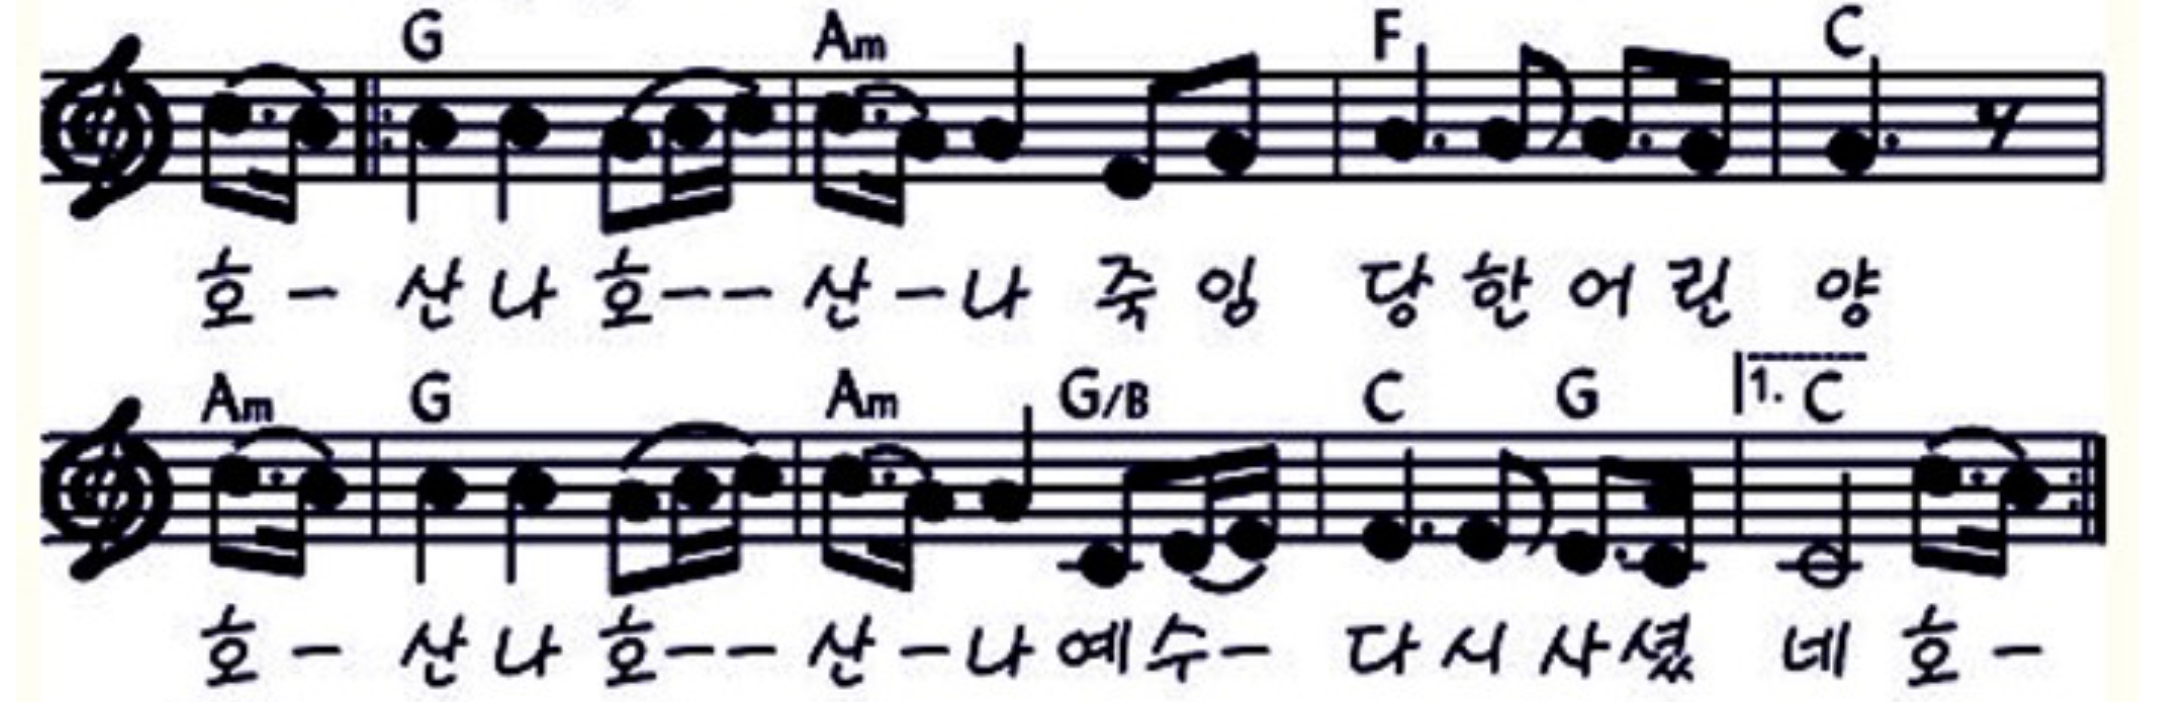 G Am F C
호- 산나 호-- 산-나 죽임 당한어린 양
Am G Am G/B C G 1. C
호- 산나 호-- 산-나 예수- 다시사셨 네 호-